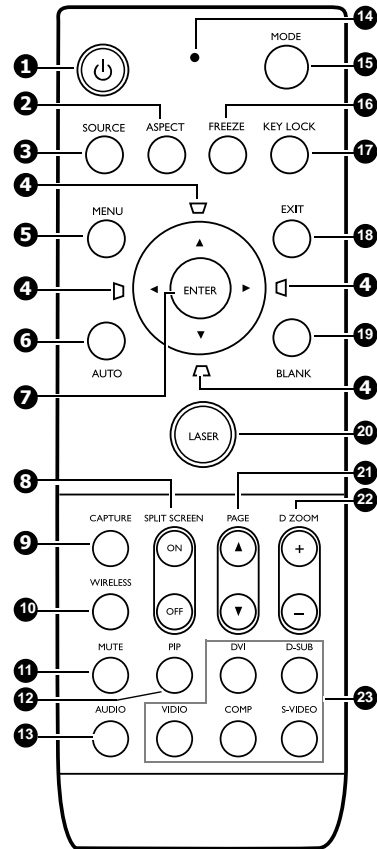 14
1
MODE
15
2
16
SOURCE ASPECT FREEZE KEY LOCK
3
17
4
MENU EXIT
5
18
4
ENTER
4
6
19
AUTO BLANK
7
4
LASER
20
8
21
22
CAPTURE SPLIT SCREEN PAGE D ZOOM
9
ON +
WIRELESS
10
OFF –
MUTE PIP DVI D-SUB
11
12
23
AUDIO VIDIO COMP S-VIDEO
13